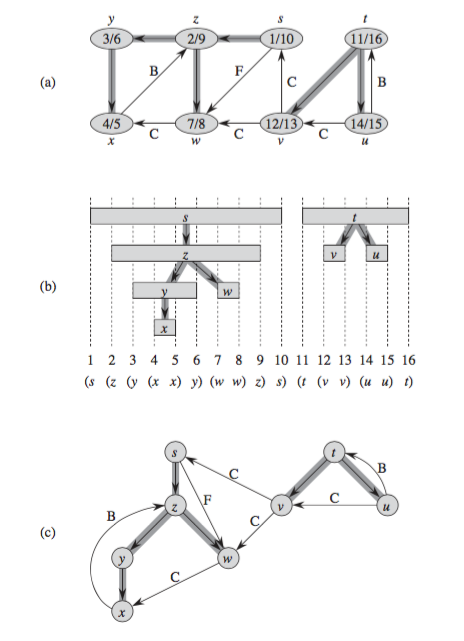 y z s t
3/6 2/9 1/10 11/16
(a) B F C B
4/5 7/8 12/13 14/15
C C C
x w v u
s t
z v u
(b) y w
x
1 2 3 4 5 6 7 8 9 10 11 12 13 14 15 16
(s (z (y (x x) y) (w w) z) s) (t (v v) (u u) t)
s t
C B
F
B z v C u
C
(c) y w
C
x